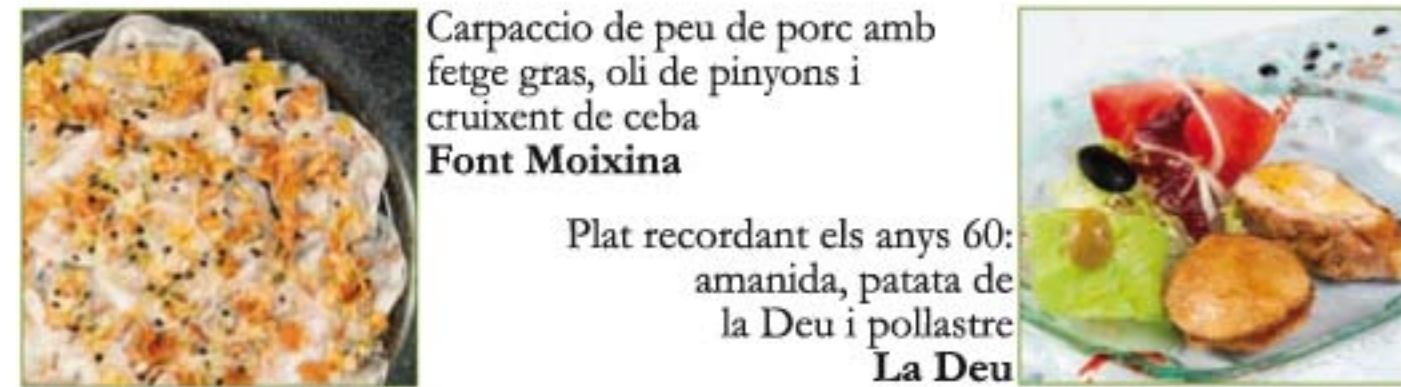 Carpaccio de peu de porc amb
fetge gras, oli de pinyons i
cruixent de ceba
Font Moixina
Plat recordant els anys 60:
amanida, patata de
la Deu i pollastre
La Deu